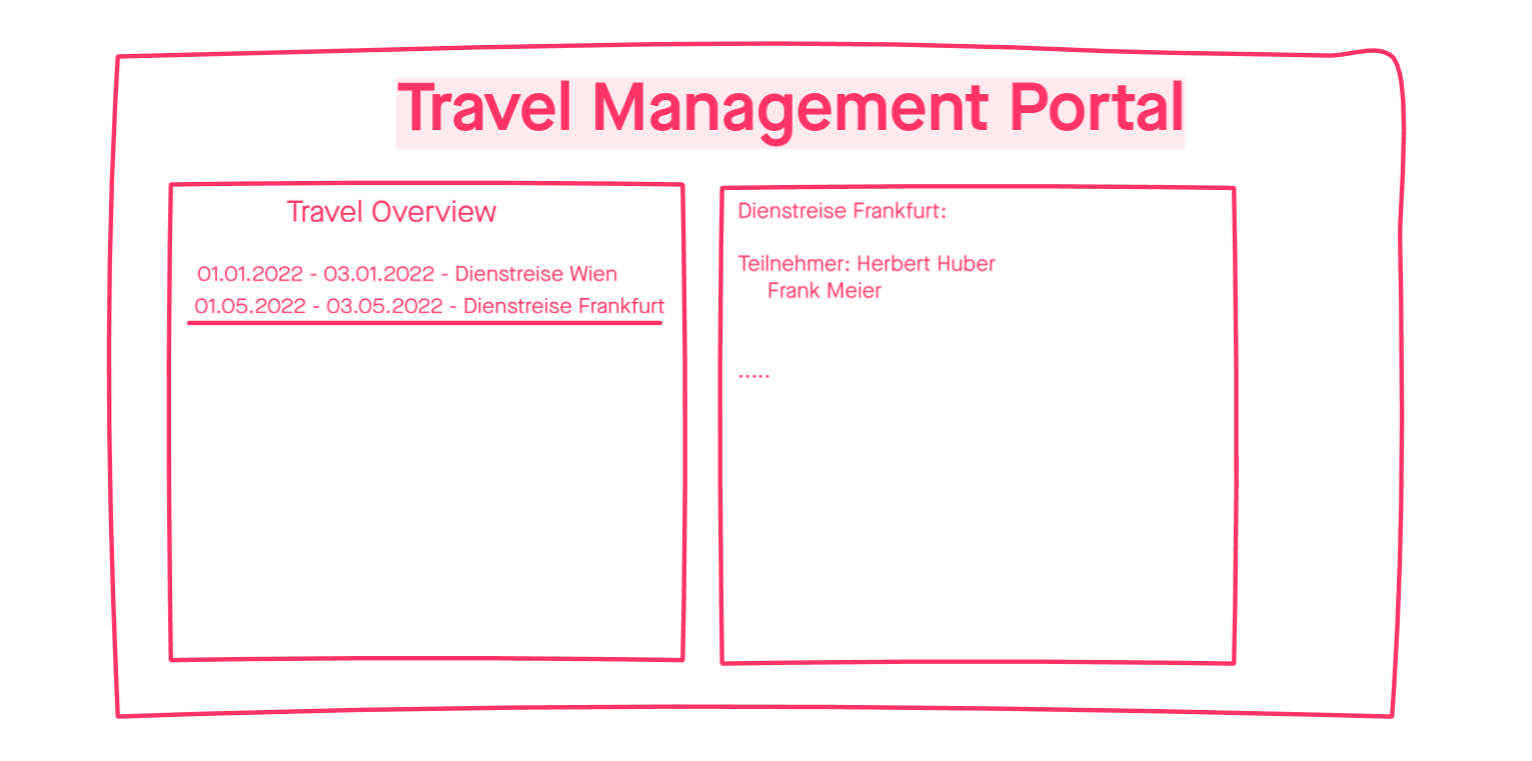 Travel Management Portal
Travel Overview
01.01.2022 - 03.01.2022 - Dienstreise Wien
01.05.2022 - 03.05.2022 - Dienstreise Frankfurt
Dienstreise Frankfurt:
Teilnehmer: Herbert Huber
Frank Meier
.....